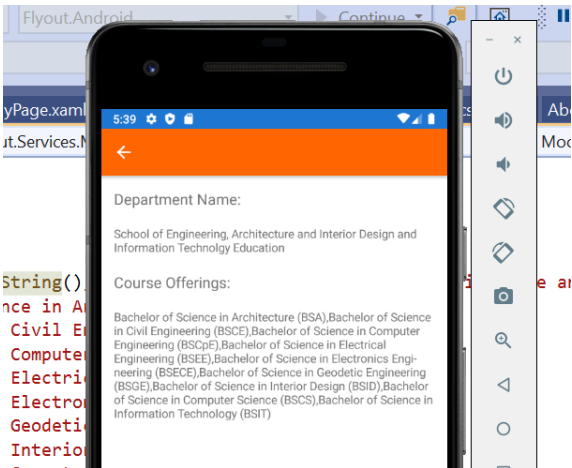 Flyout.Android
Continue
yPage.xaml
Ab
ut.Services.M
Moc
5:39
Department Name:
School of Engineering, Architecture and Interior Design and
Information Technolgy Education
Course Offerings:
Bachelor of Science in Architecture (BSA),Bachelor of Science
in Civil Engineering (BSCE),Bachelor of Science in Computer
Engineering (BSCpE),Bachelor of Science in Electrical
Engineering (BSEE),Bachelor of Science in Electronics Engi-
neering (BSECE),Bachelor of Science in Geodetic Engineering
(BSGE),Bachelor of Science in Interior Design (BSID),Bachelor
of Science in Computer Science (BSCS),Bachelor of Science in
Information Technology (BSIT)
String()
e an
nce in A
Civil E
Compute
Electri
Electro
Geodeti
Interio